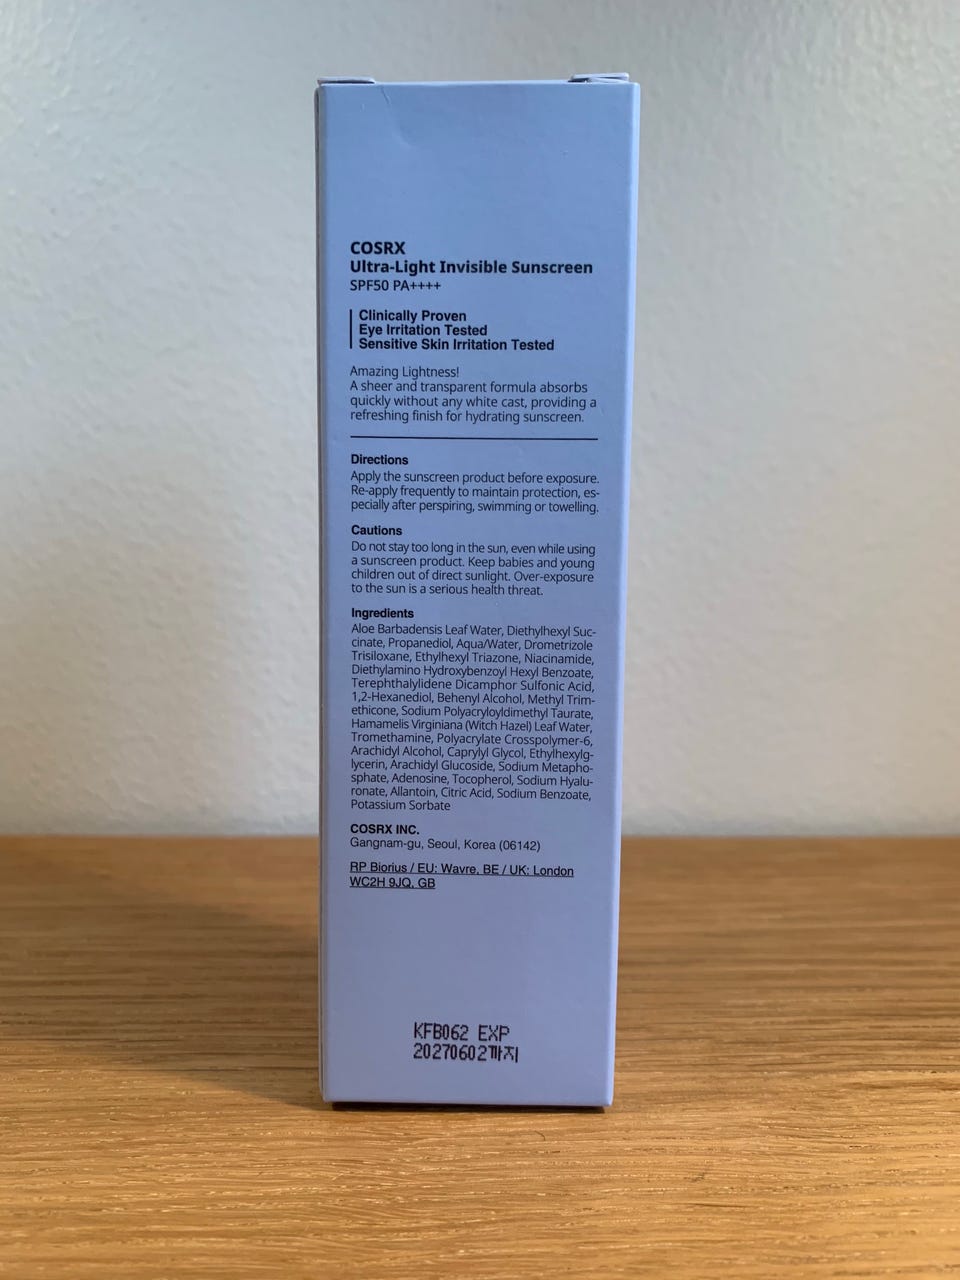 COSRX
Ultra-Light Invisible Sunscreen
SPF50 PA++++
Clinically Proven
Eye Irritation Tested
Sensitive Skin Irritation Tested
Amazing Lightness!
A sheer and transparent formula absorbs
quickly without any white cast, providing a
refreshing finish for hydrating sunscreen.
Directions
Apply the sunscreen product before exposure.
Re-apply frequently to maintain protection, es-
pecially after perspiring, swimming or towelling.
Cautions
Do not stay too long in the sun, even while using
a sunscreen product. Keep babies and young
children out of direct sunlight. Over-exposure
to the sun is a serious health threat.
Ingredients
Aloe Barbadensis Leaf Water, Diethylhexyl Suc-
cinate, Propanediol, Aqua/Water, Drometrizole
Trisiloxane, Ethylhexyl Triazone, Niacinamide,
Diethylamino Hydroxybenzoyl Hexyl Benzoate,
Terephthalylidene Dicamphor Sulfonic Acid,
1,2-Hexanediol, Behenyl Alcohol, Methyl Trim-
ethicone, Sodium Polyacryloyldimethyl Taurate,
Hamamelis Virginiana (Witch Hazel) Leaf Water,
Tromethamine, Polyacrylate Crosspolymer-6,
Arachidyl Alcohol, Caprylyl Glycol, Ethylhexylg-
lycerin, Arachidyl Glucoside, Sodium Metapho-
sphate, Adenosine, Tocopherol, Sodium Hyalu-
ronate, Allantoin, Citric Acid, Sodium Benzoate,
Potassium Sorbate
COSRX INC.
Gangnam-gu, Seoul, Korea (06142)
RP Biorius / EU: Wavre, BE / UK: London
WC2H 9JQ, GB
KFB062 EXP
20270602까지